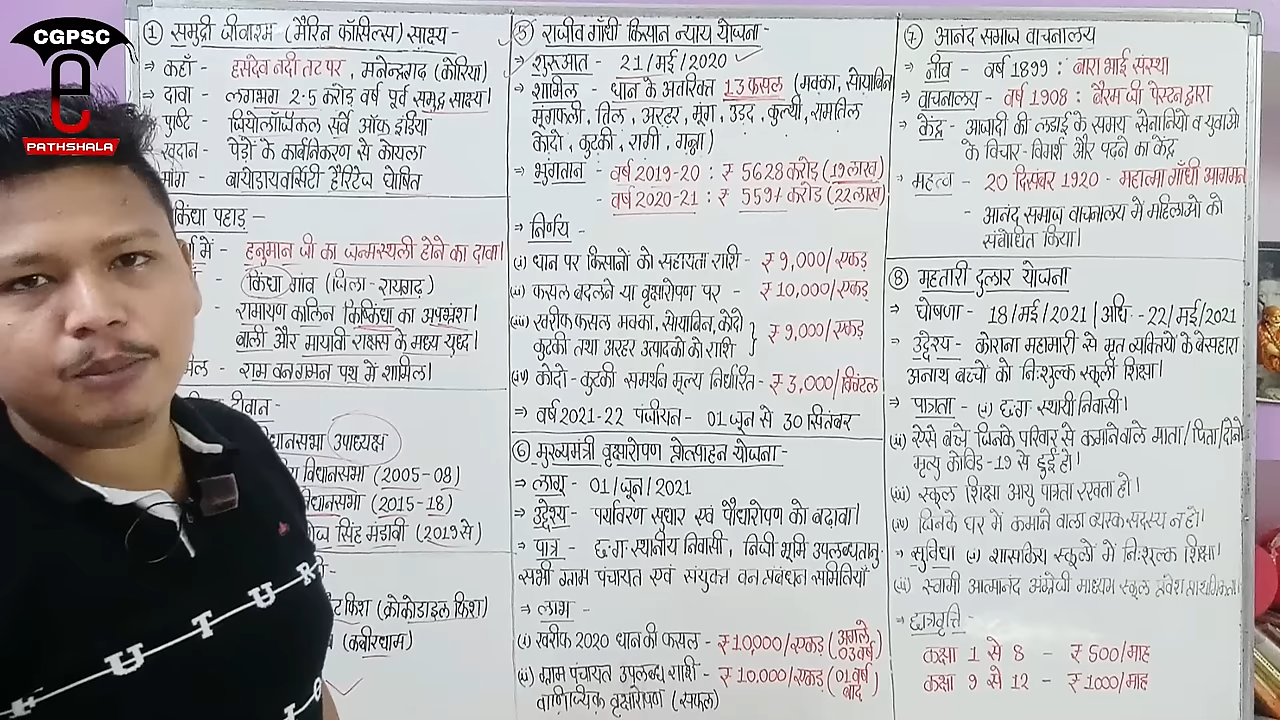 CGPSC
PATHSHALA
① समुद्री जीवाश्म (मैरिन फॉसिल्स) साक्ष्य -
⇒ कहाँ - हसदेव नदी तट पर, मनेन्द्रगढ़ (कोरिया)
⇒ दावा - लगभग 2.5 करोड़ वर्ष पूर्व समुद्र साक्ष्य।
पुष्टि - जियोलॉजिकल सर्वे ऑफ इंडिया
खदान - पेड़ों के कार्बनिकरण से कोयला
मांग - बायोडायवर्सिटी हैरिटेज घोषित
किंधा पहाड़ -
में - हनुमान जी का जन्मस्थली होने का दावा।
- किंधा गांव (जिला - रायगढ़)
- रामायण कालिन किष्किंधा का अपभ्रंश।
बाली और मायावी राक्षस के मध्य युध्द।
- राम वनगमन पथ में शामिल।
उपाध्यक्ष
विधानसभा (2005-08)
विधानसभा (2015-18)
सिंह मंडावी (2019 से)
फिश (क्रोकोडाइल फिश)
(कबीरधाम)
⑤ राजीव गाँधी किसान न्याय योजना -
⇒ शुरूआत - 21/मई/2020
⇒ शामिल - धान के अतिरिक्त 13 फसल (मक्का, सोयाबिन
मूंगफली, तिल, अरहर, मूंग, उड़द, कुल्थी, रामतिल
कोदो, कुटकी, रागी, गन्ना)
⇒ भुगतान - वर्ष 2019-20 : ₹ 5628 करोड़ (19 लाख)
- वर्ष 2020-21 : ₹ 5597 करोड़ (22 लाख)
⇒ निर्णय -
(i) धान पर किसानों को सहायता राशि - ₹ 9,000/एकड़
(ii) फसल बदलने या वृक्षारोपण पर - ₹ 10,000/एकड़
(iii) खरीफ फसल मक्का, सोयाबिन, कोदो
कुटकी तथा अरहर उत्पादकों को राशि } ₹ 9,000/एकड़
(iv) कोदो-कुटकी समर्थन मूल्य निर्धारित - ₹ 3,000/क्विंटल
⇒ वर्ष 2021-22 पंजीयन - 01 जून से 30 सितंबर
⑥ मुख्यमंत्री वृक्षारोपण प्रोत्साहन योजना -
⇒ लागू - 01/जून/2021
⇒ उद्देश्य - पर्यावरण सुधार एवं पौधारोपण को बढावा।
⇒ पात्र - छ.ग. स्थानीय निवासी, निजी भूमि उपलब्धतानु.
सभी ग्राम पंचायत एवं संयुक्त वन प्रबंधन समितियाँ
⇒ लाभ -
(i) खरीफ 2020 धान की फसल - ₹ 10,000/एकड़ (अगले 03 वर्ष)
(ii) ग्राम पंचायत उपलब्ध राशि - ₹ 10,000/एकड़ (01 वर्ष बाद)
वाणिज्यिक वृक्षारोपण (सफल)
⑦ आनंद समाज वाचनालय
⇒ नींव - वर्ष 1899 : बारा भाई संस्था
⇒ वाचनालय - वर्ष 1908 : द्वारा
⇒ केंद्र - आजादी की लडाई के समय सेनानियों व युवाओं
के विचार-विमर्श और पढने का केंद्र
⇒ महत्व - 20 दिसंबर 1920 - महात्मा गाँधी आगमन
- आनंद समाज वाचनालय में महिलाओं को
संबोधित किया।
⑧ महतारी दुलार योजना
⇒ घोषणा - 18/मई/2021 | अधि - 22/मई/2021
⇒ उद्देश्य - कोराना महामारी से मृत व्यक्तियों के बेसहारा
अनाथ बच्चों को निःशुल्क स्कूली शिक्षा।
⇒ पात्रता - (i) छ.ग. स्थायी निवासी।
(ii) ऐसे बच्चे जिनके परिवार से कमाने वाले माता/पिता/दोनों
मृत्यु कोविड-19 से हुई हो।
(iii) स्कूल शिक्षा आयु पात्रता रखता हो।
(iv) जिनके घर में कमाने वाला व्यस्क सदस्य न हो।
⇒ सुविधा (i) शासकिय स्कूलों में निःशुल्क शिक्षा।
(ii) स्वामी आत्मानंद अंग्रेजी माध्यम स्कूल प्रवेश प्राथमिकता।
⇒ छात्रवृत्ति -
कक्षा 1 से 8 - ₹ 500/माह
कक्षा 9 से 12 - ₹ 1000/माह